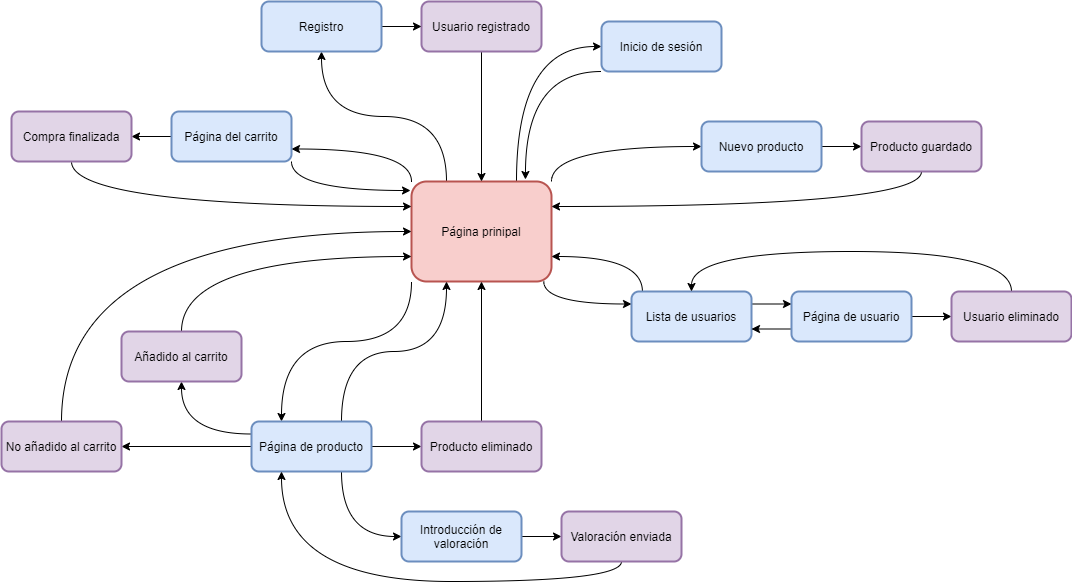 Registro
Usuario registrado
Inicio de sesión
Compra finalizada
Página del carrito
Nuevo producto
Producto guardado
Página prinipal
Lista de usuarios
Página de usuario
Usuario eliminado
Añadido al carrito
No añadido al carrito
Página de producto
Producto eliminado
Introducción de
valoración
Valoración enviada